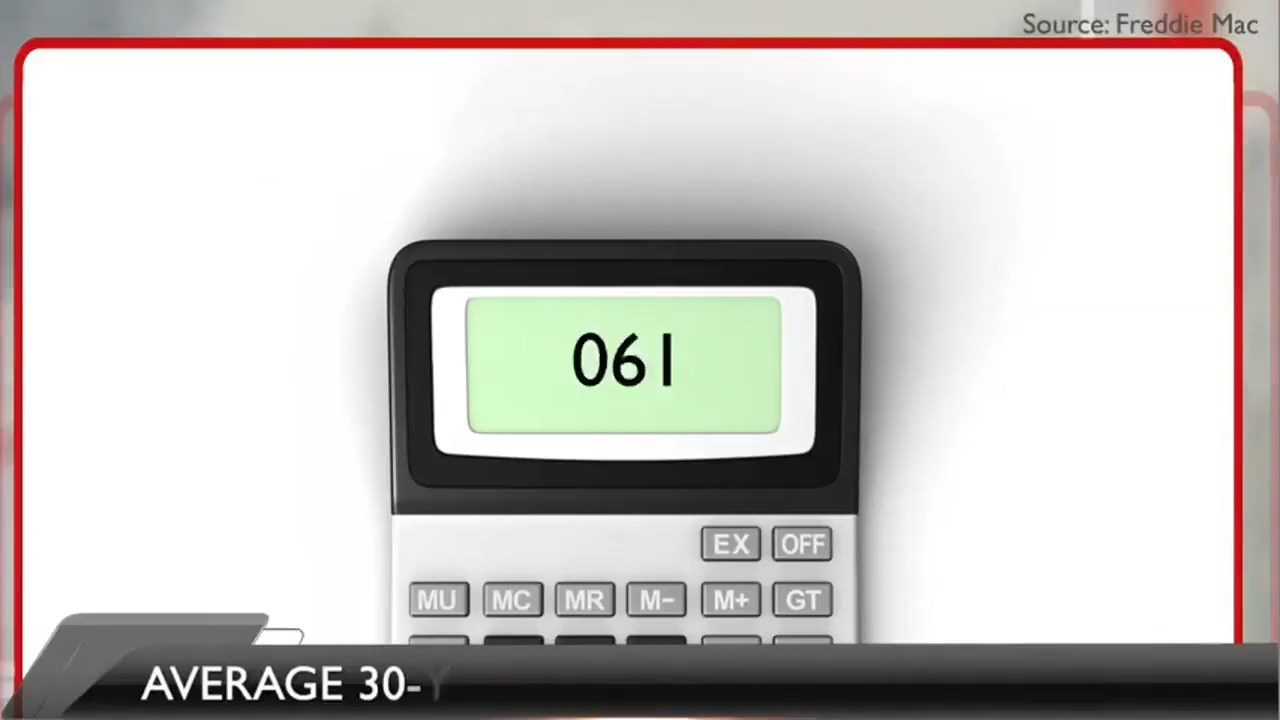 Source: Freddie Mac
061
EX OFF
MU MC MR M− M+ GT
AVERAGE 30-Y